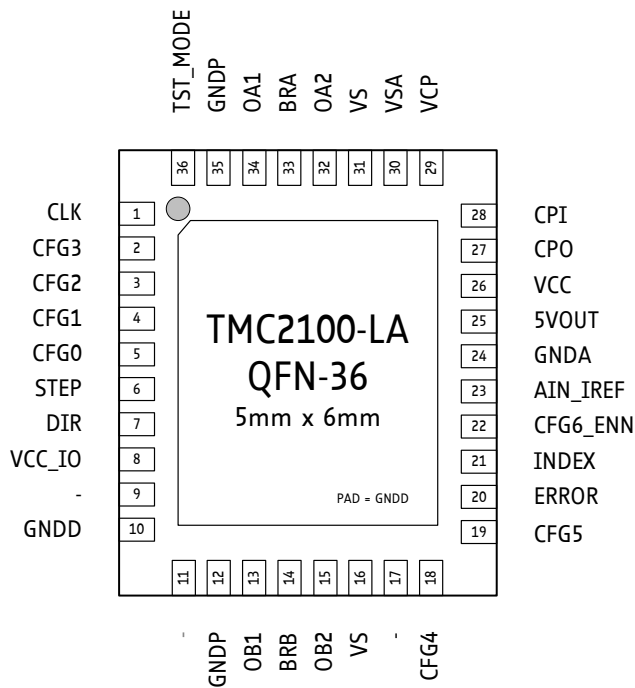 TST_MODE
GNDP
OA1
BRA
OA2
VS
VSA
VCP
36
35
34
33
32
31
30
29
CLK 1
CFG3 2
CFG2 3
CFG1 4
CFG0 5
STEP 6
DIR 7
VCC_IO 8
- 9
GNDD 10
TMC2100-LA
QFN-36
5mm x 6mm
PAD = GNDD
28 CPI
27 CPO
26 VCC
25 5VOUT
24 GNDA
23 AIN_IREF
22 CFG6_ENN
21 INDEX
20 ERROR
19 CFG5
11
12
13
14
15
16
17
18
-
GNDP
OB1
BRB
OB2
VS
-
CFG4